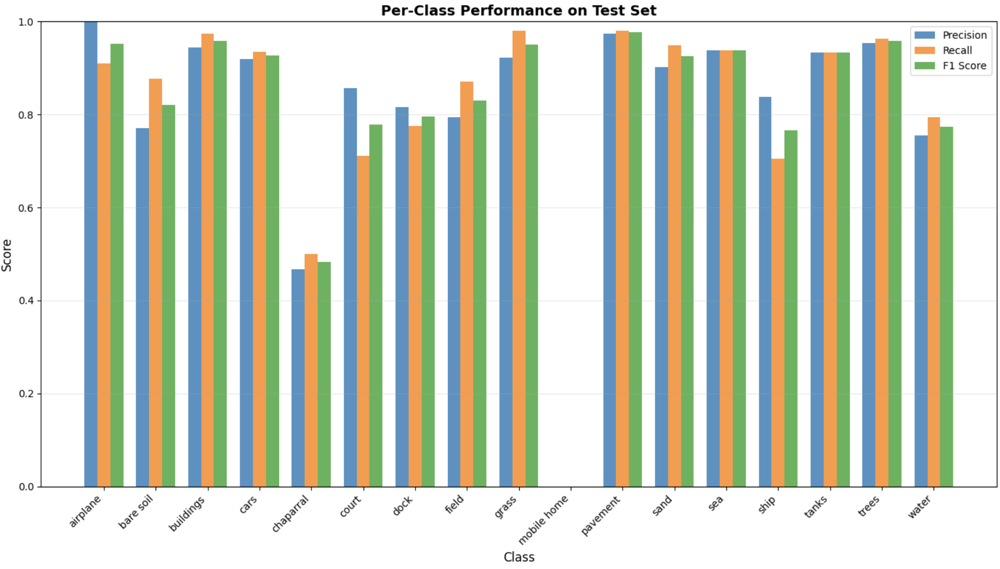 Per-Class Performance on Test Set
Precision
Recall
F1 Score
Score
1.0
0.8
0.6
0.4
0.2
0.0
airplane
bare soil
buildings
cars
chaparral
court
dock
field
grass
mobile home
pavement
sand
sea
ship
tanks
trees
water
Class